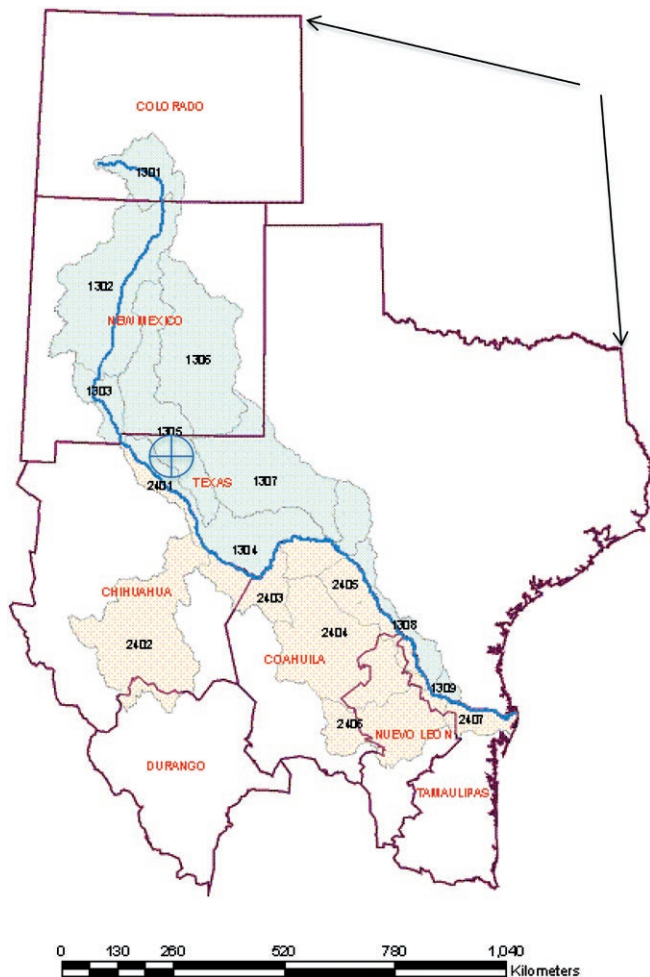 COLORADO
1301
1302
NEW MEXICO
1306
1303
1305
2401
TEXAS
1307
1304
CHIHUAHUA
2403
2405
2402
2404
1308
COAHUILA
1309
2407
2406
NUEVO LEON
DURANGO
TAMAULIPAS
0 130 260 520 780 1,040
Kilometers